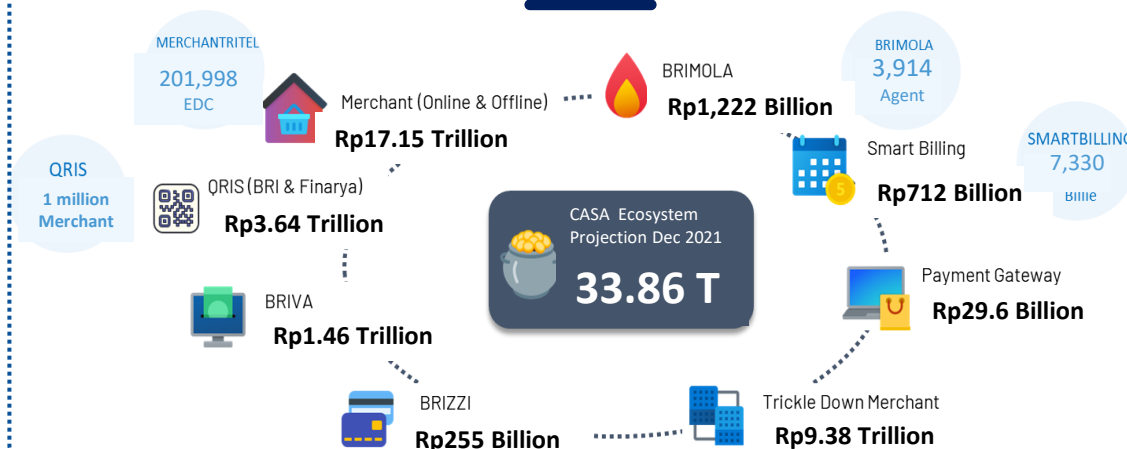 MERCHANTRITEL
201,998
EDC
Merchant (Online & Offline)
Rp17.15 Trillion
BRIMOLA
Rp1,222 Billion
BRIMOLA
3,914
Agent
Smart Billing
Rp712 Billion
SMARTBILLING
7,330
QRIS
1 million
Merchant
QRIS (BRI & Finarya)
Rp3.64 Trillion
CASA Ecosystem
Projection Dec 2021
33.86 T
Payment Gateway
Rp29.6 Billion
BRIVA
Rp1.46 Trillion
BRIZZI
Rp255 Billion
Trickle Down Merchant
Rp9.38 Trillion
5